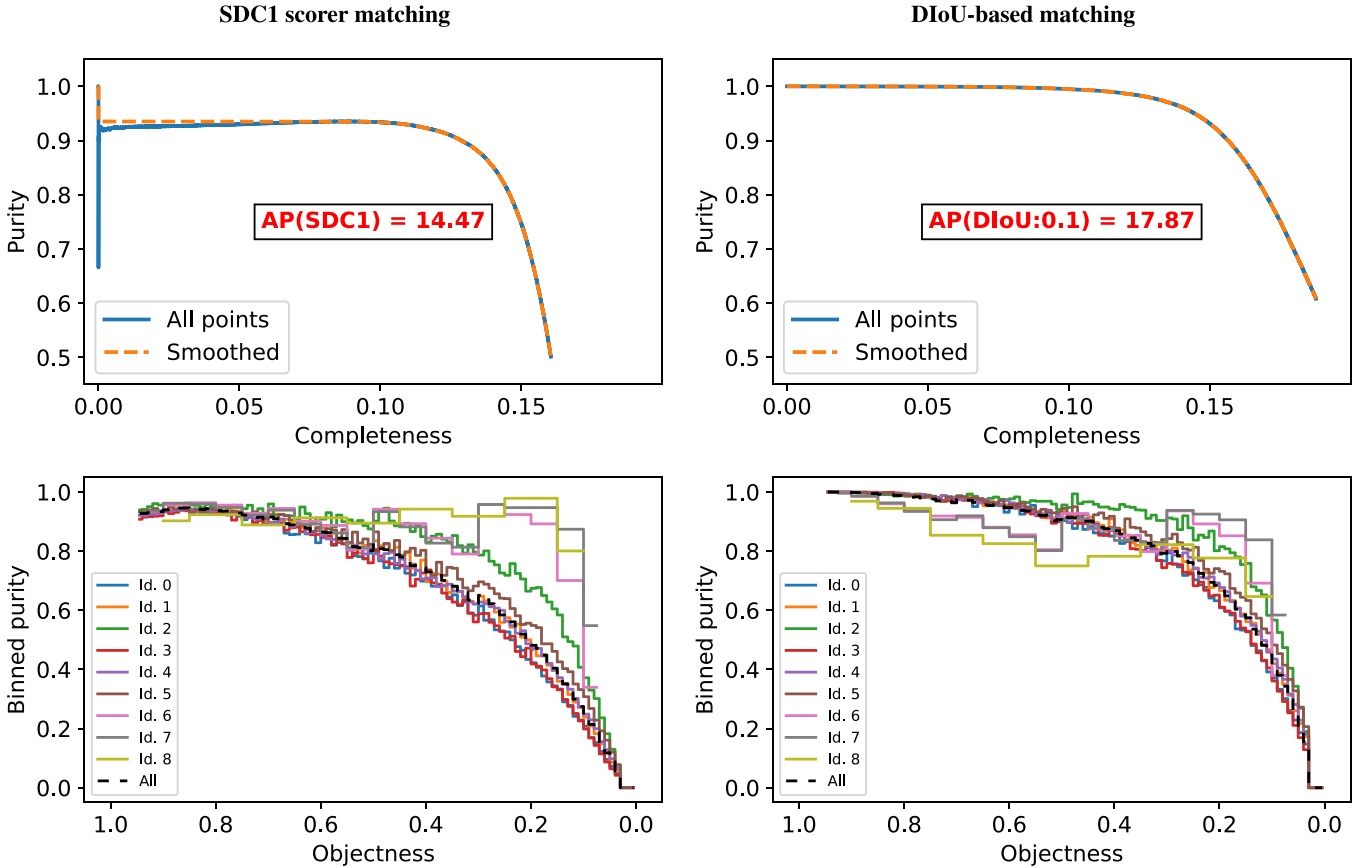 SDC1 scorer matching
DIoU-based matching
1.0
0.9
0.8
0.7
0.6
0.5
Purity
AP(SDC1) = 14.47
All points
Smoothed
0.00
0.05
0.10
0.15
Completeness
1.0
0.9
0.8
0.7
0.6
0.5
Purity
AP(DIoU:0.1) = 17.87
All points
Smoothed
0.00
0.05
0.10
0.15
Completeness
1.0
0.8
0.6
0.4
0.2
0.0
Binned purity
Id. 0
Id. 1
Id. 2
Id. 3
Id. 4
Id. 5
Id. 6
Id. 7
Id. 8
All
1.0
0.8
0.6
0.4
0.2
0.0
Objectness
1.0
0.8
0.6
0.4
0.2
0.0
Binned purity
Id. 0
Id. 1
Id. 2
Id. 3
Id. 4
Id. 5
Id. 6
Id. 7
Id. 8
All
1.0
0.8
0.6
0.4
0.2
0.0
Objectness